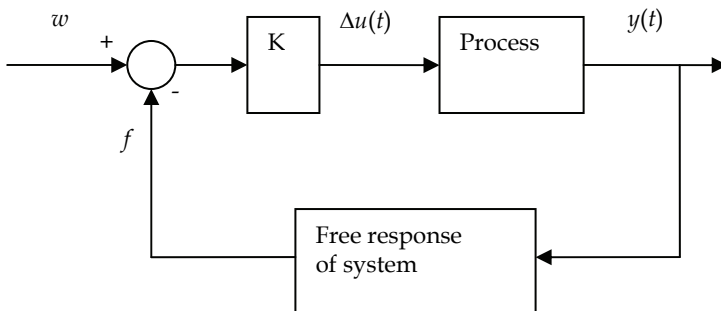 w
Δu(t)
y(t)
+
K
Process
-
f
Free response
of system